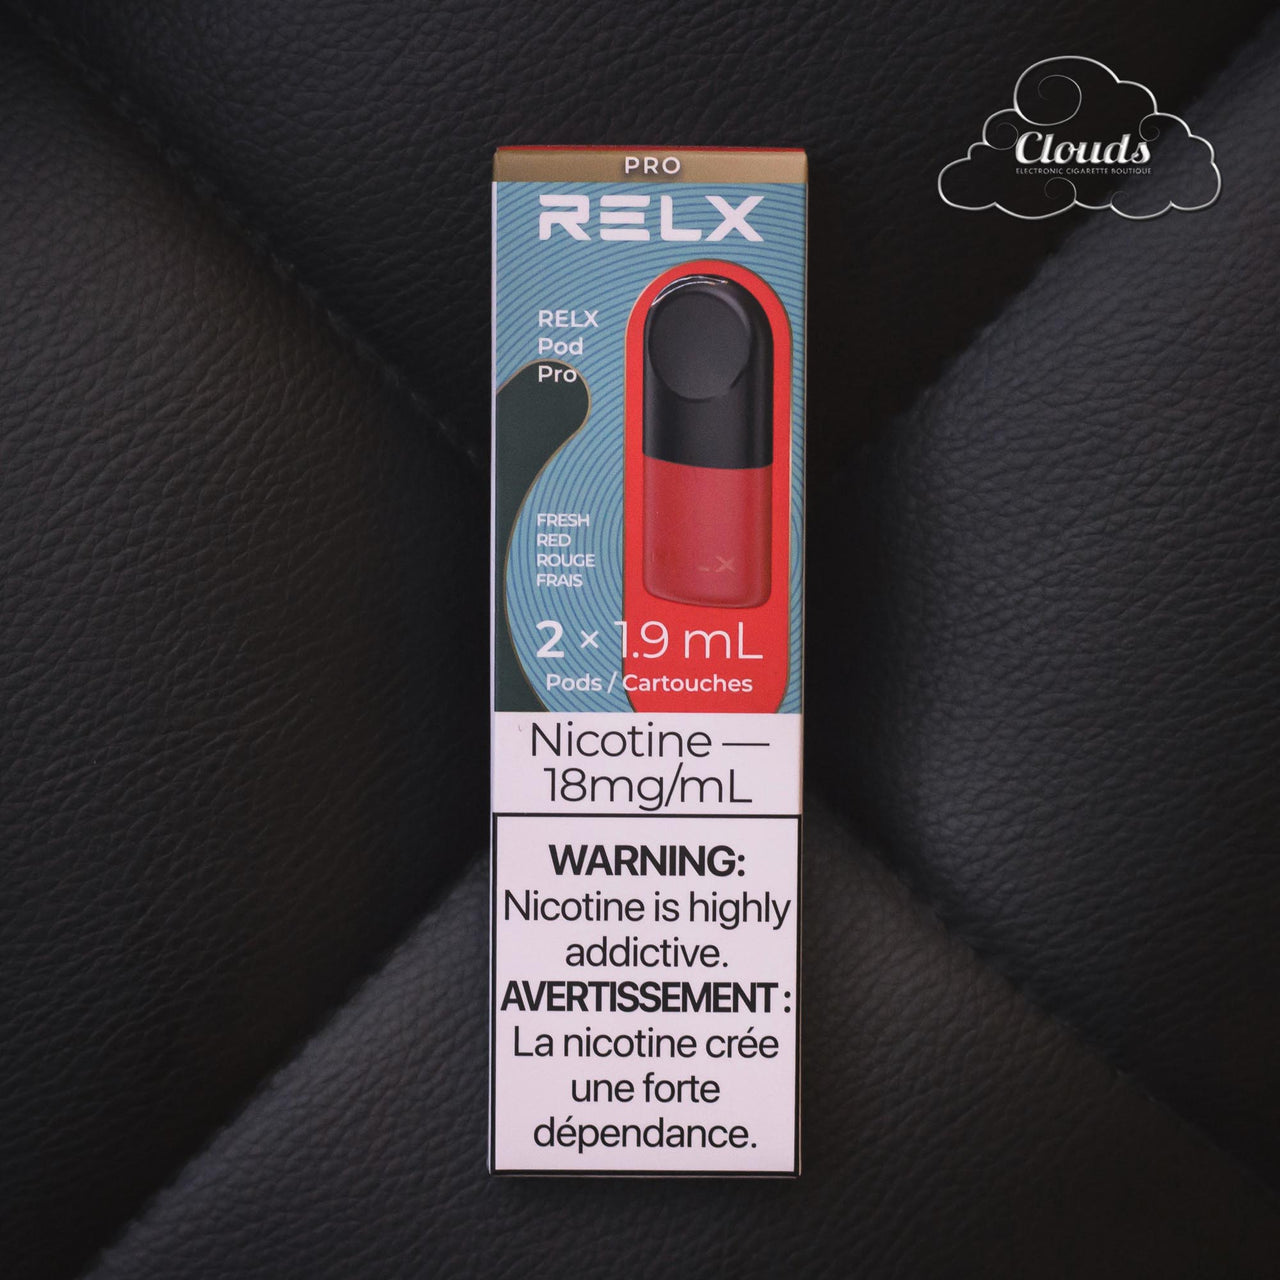 Clouds
ELECTRONIC CIGARETTE BOUTIQUE
PRO
RELX
RELX
Pod
Pro
FRESH
RED
ROUGE
FRAIS
2 × 1.9 mL
Pods / Cartouches
Nicotine —
18mg/mL
WARNING:
Nicotine is highly
addictive.
AVERTISSEMENT :
La nicotine crée
une forte
dépendance.